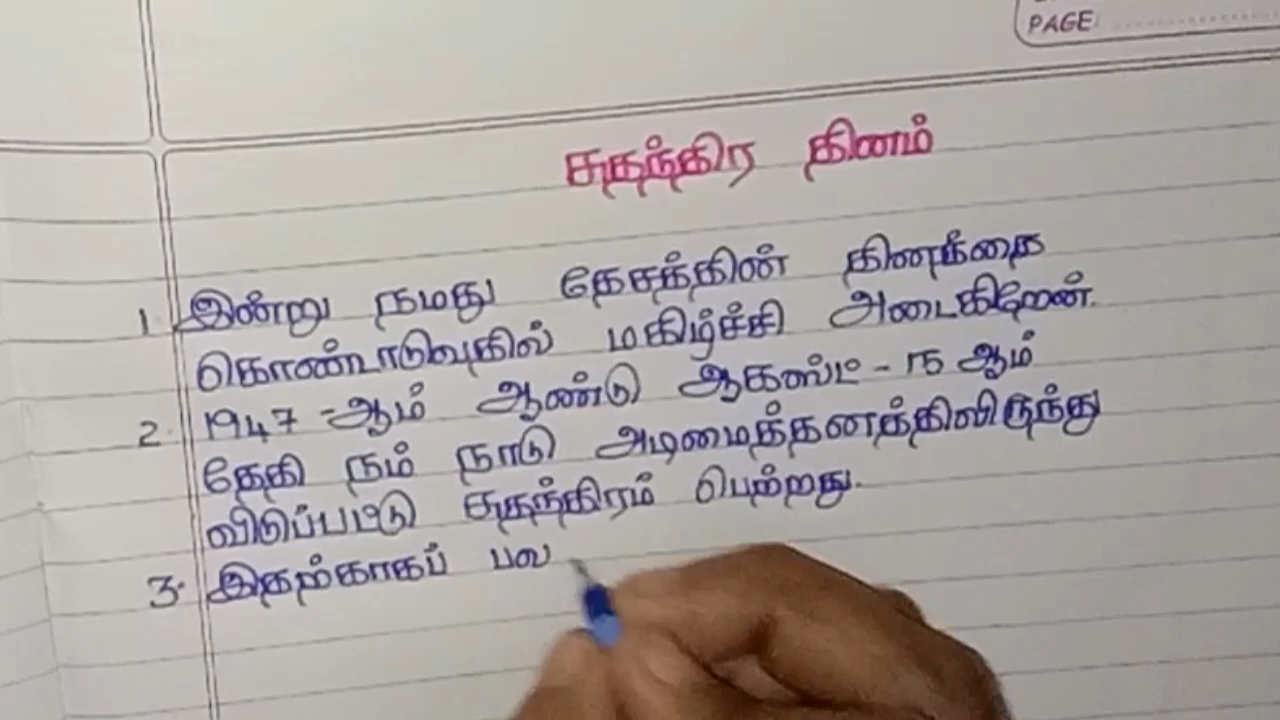 PAGE:
சுதந்திர தினம்
1 இன்று நமது தேசத்தின் தினத்தை
கொண்டாடுவதில் மகிழ்ச்சி அடைகிறேன்.
2. 1947 -ஆம் ஆண்டு ஆகஸ்ட் - 15 ஆம்
தேதி நம் நாடு அடிமைத்தனத்திலிருந்து
விடுப்பட்டு சுதந்திரம் பெற்றது.
3. இதற்காகப் பல